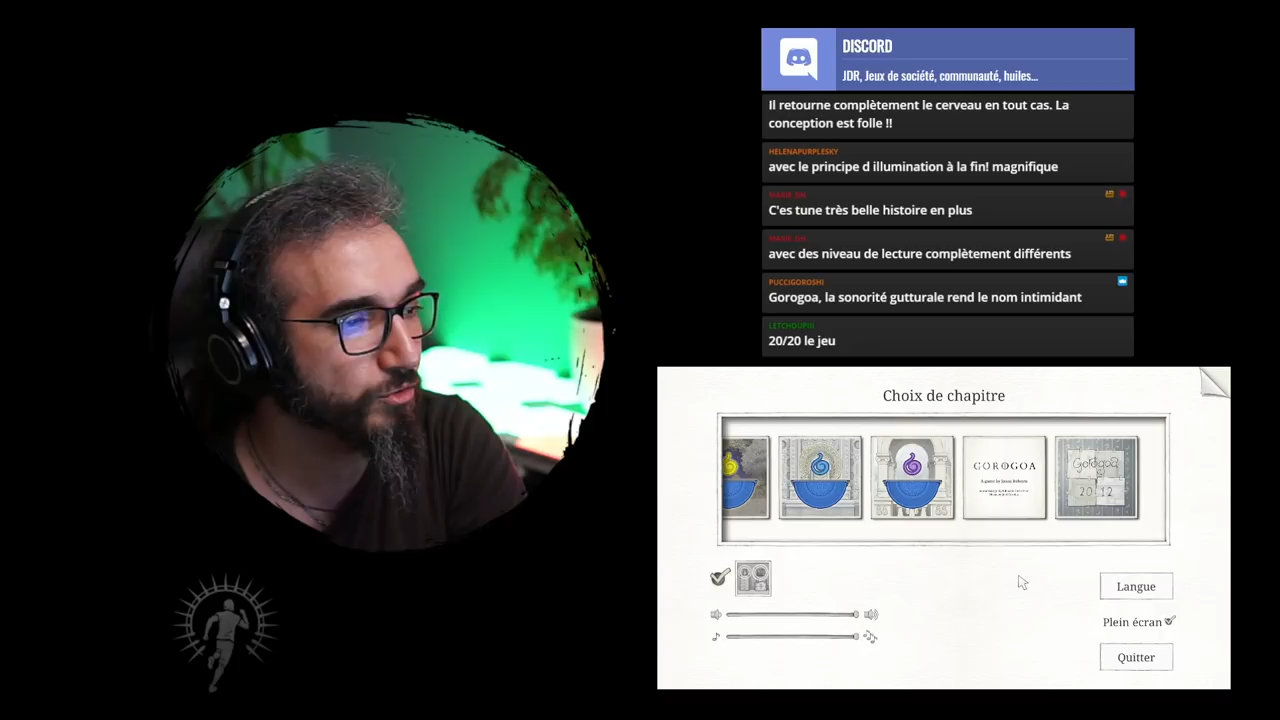 DISCORD
JDR, Jeux de société, communauté, huiles...
Il retourne complètement le cerveau en tout cas. La
conception est folle !!
HELENAPURPLESKY
avec le principe d illumination à la fin! magnifique
C'es tune très belle histoire en plus
avec des niveau de lecture complètement différents
PUCCIGOROSHI
Gorogoa, la sonorité gutturale rend le nom intimidant
LETCHOUPIII
20/20 le jeu
Choix de chapitre
GOROGOA
Gorogoa
2012
Langue
Plein écran
Quitter